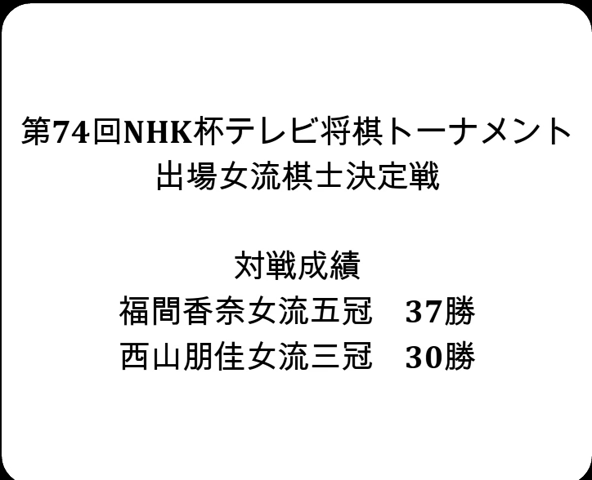 第74回NHK杯テレビ将棋トーナメント
出場女流棋士決定戦
対戦成績
福間香奈女流五冠　37勝
西山朋佳女流三冠　30勝